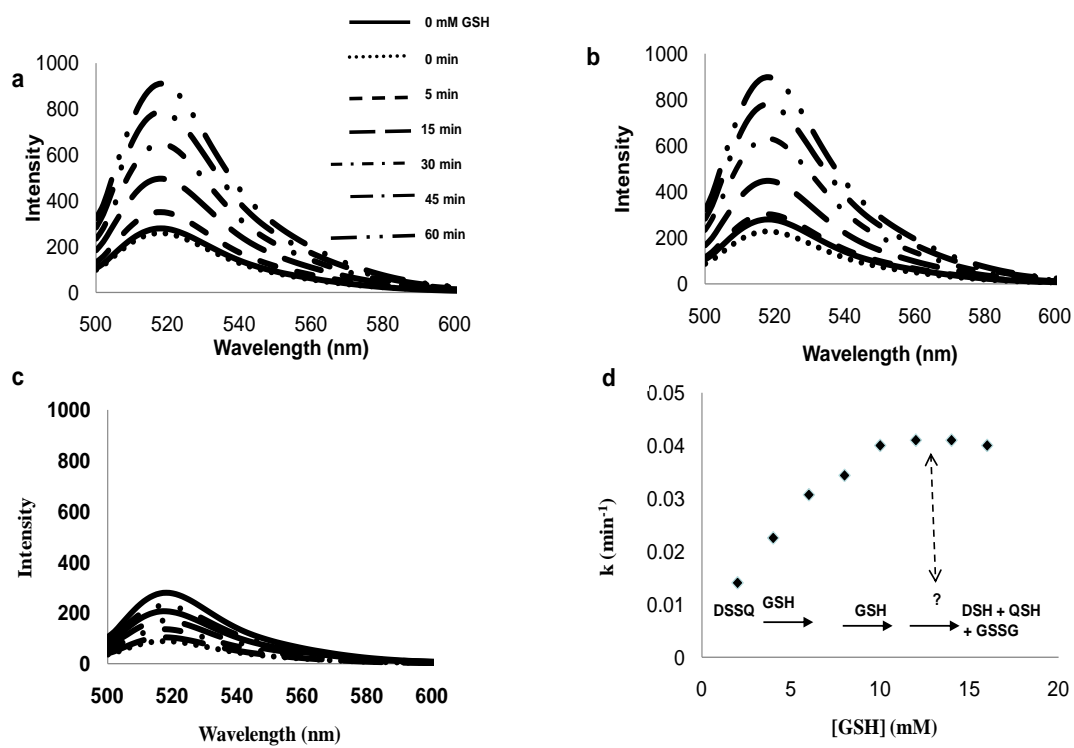 0 mM GSH
0 min
5 min
15 min
30 min
45 min
60 min
a
1000
800
600
400
200
0
Intensity
500 520 540 560 580 600
Wavelength (nm)
b
1000
800
600
400
200
0
Intensity
500 520 540 560 580 600
Wavelength (nm)
c
1000
800
600
400
200
0
Intensity
500 520 540 560 580 600
Wavelength (nm)
d
0.05
0.04
0.03
0.02
0.01
0
k (min⁻¹)
?
DSSQ GSH GSH DSH + QSH
+ GSSG
0 5 10 15 20
[GSH] (mM)